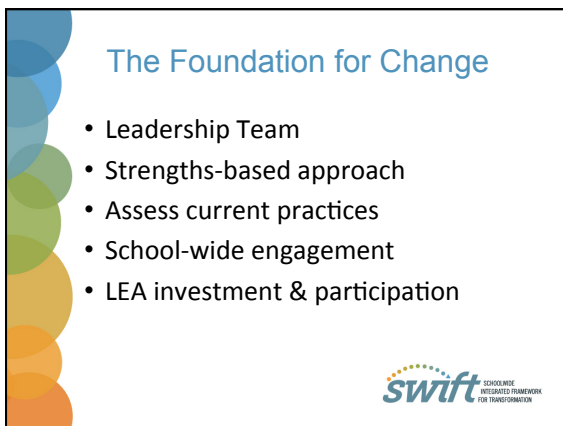 The Foundation for Change
• Leadership Team
• Strengths-based approach
• Assess current practices
• School-wide engagement
• LEA investment & participation
swift SCHOOLWIDE
INTEGRATED FRAMEWORK
FOR TRANSFORMATION